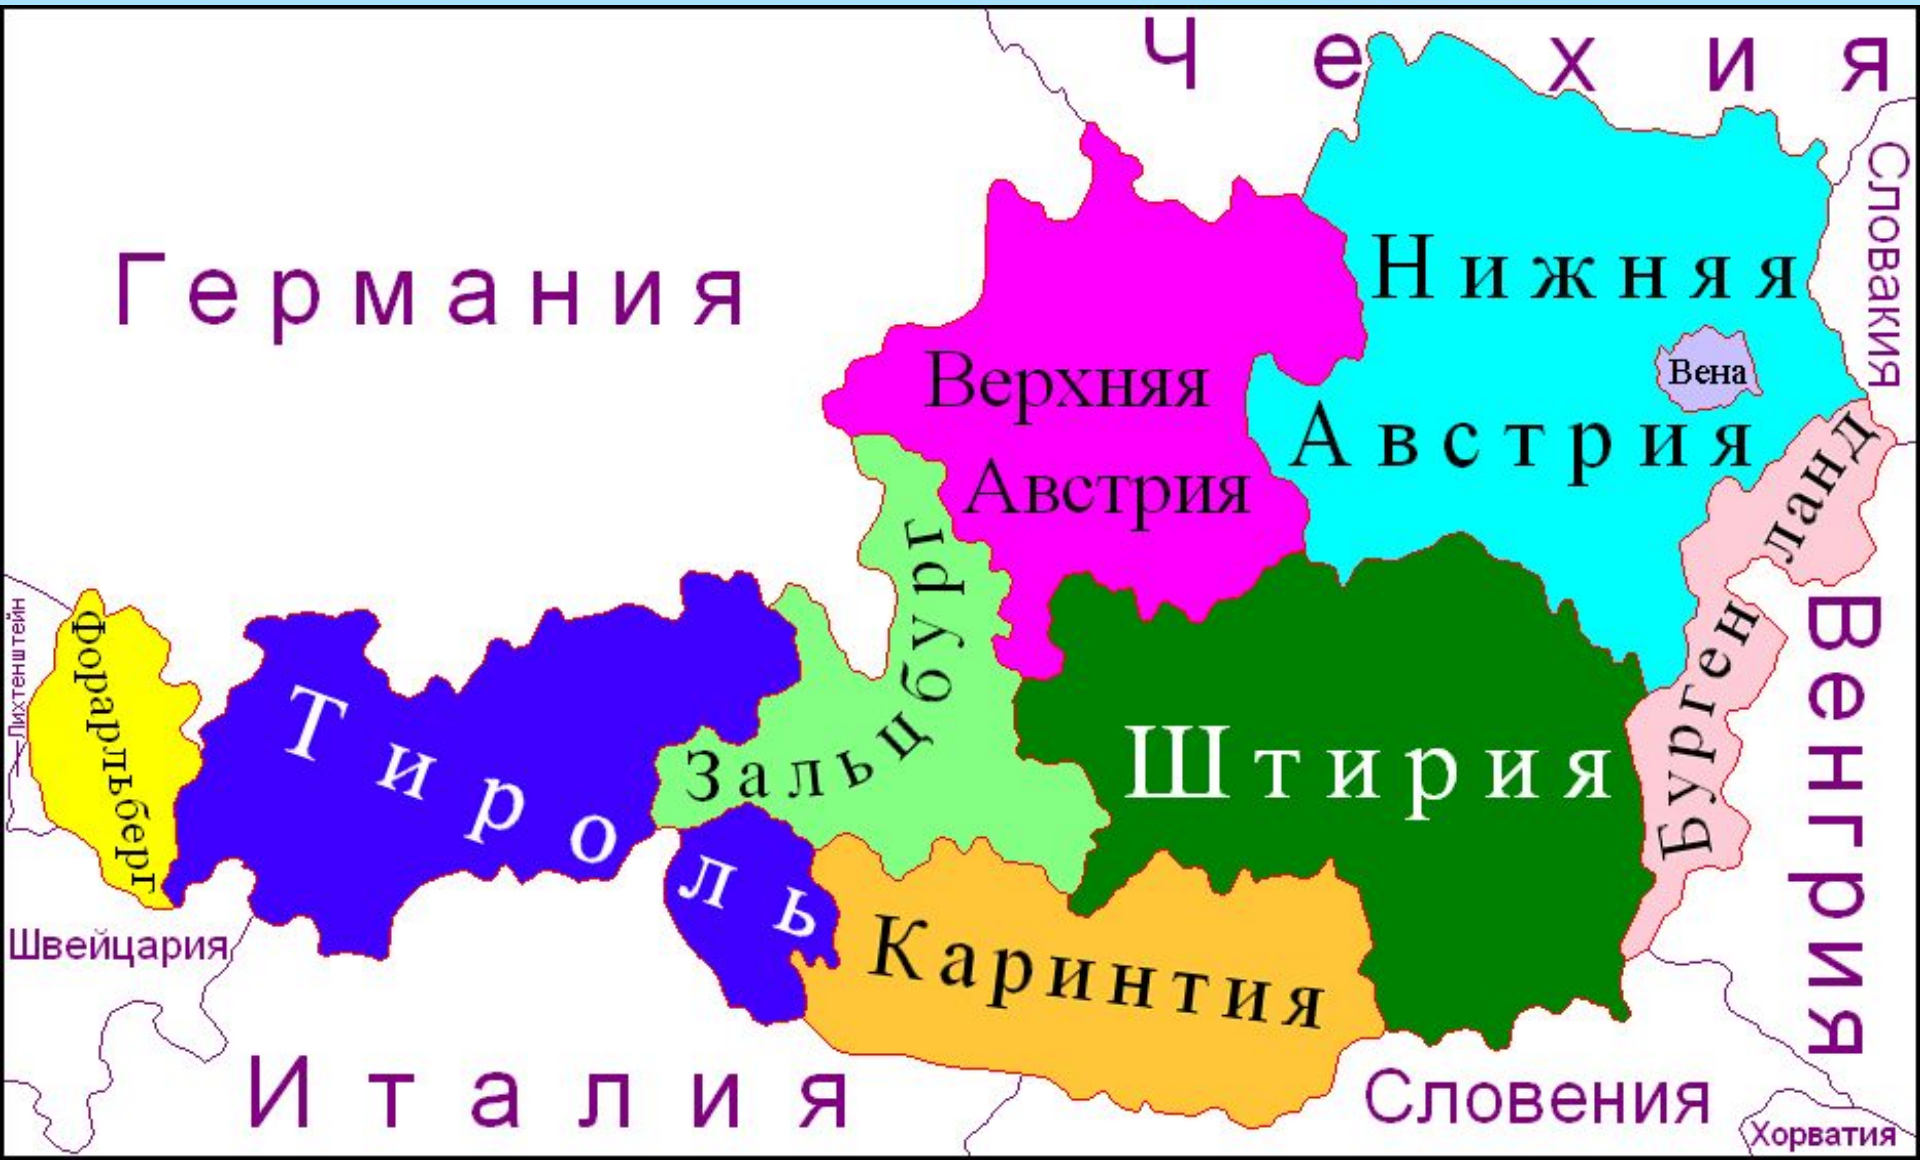 Чехия
Словакия
Германия
Нижняя
Австрия
Вена
Верхняя
Австрия
Бургенланд
Зальцбург
Лихтенштейн
Форарльберг
Тироль
Штирия
Венгрия
Каринтия
Швейцария
Италия
Словения
Хорватия